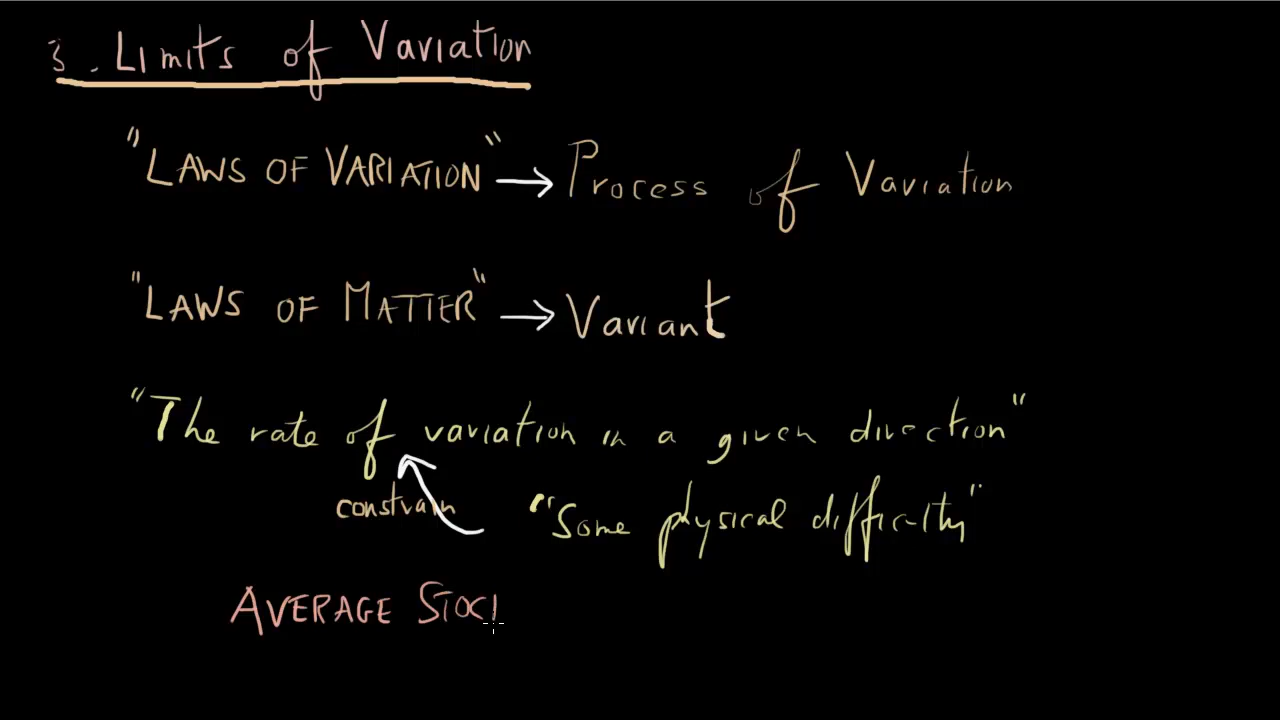 3. Limits of Variation
"LAWS OF VARIATION" → Process of Variation
"LAWS OF MATTER" → Variant
"The rate of variation in a given direction"
constrain "Some physical difficulty"
AVERAGE STOC